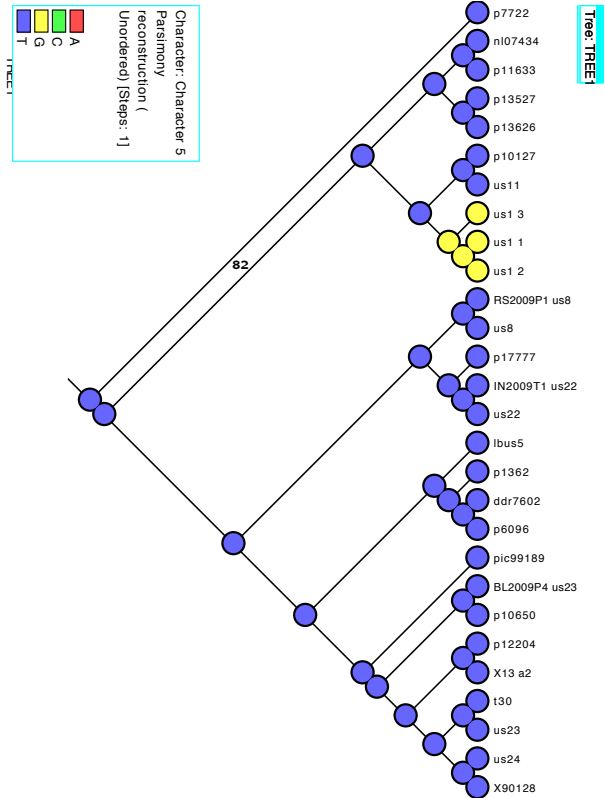 Tree: TREE1
Character: Character 5
Parsimony
reconstruction (
Unordered) [Steps: 1]
A
C
G
T
82
p7722
nl07434
p11633
p13527
p13626
p10127
us11
us1 3
us1 1
us1 2
RS2009P1 us8
us8
p17777
IN2009T1 us22
us22
lbus5
p1362
ddr7602
p6096
pic99189
BL2009P4 us23
p10650
p12204
X13 a2
t30
us23
us24
X90128